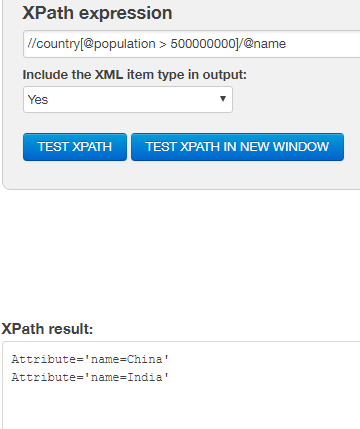 XPath expression
//country[@population > 500000000]/@name
Include the XML item type in output:
Yes
TEST XPATH TEST XPATH IN NEW WINDOW
XPath result:
Attribute='name=China'
Attribute='name=India'